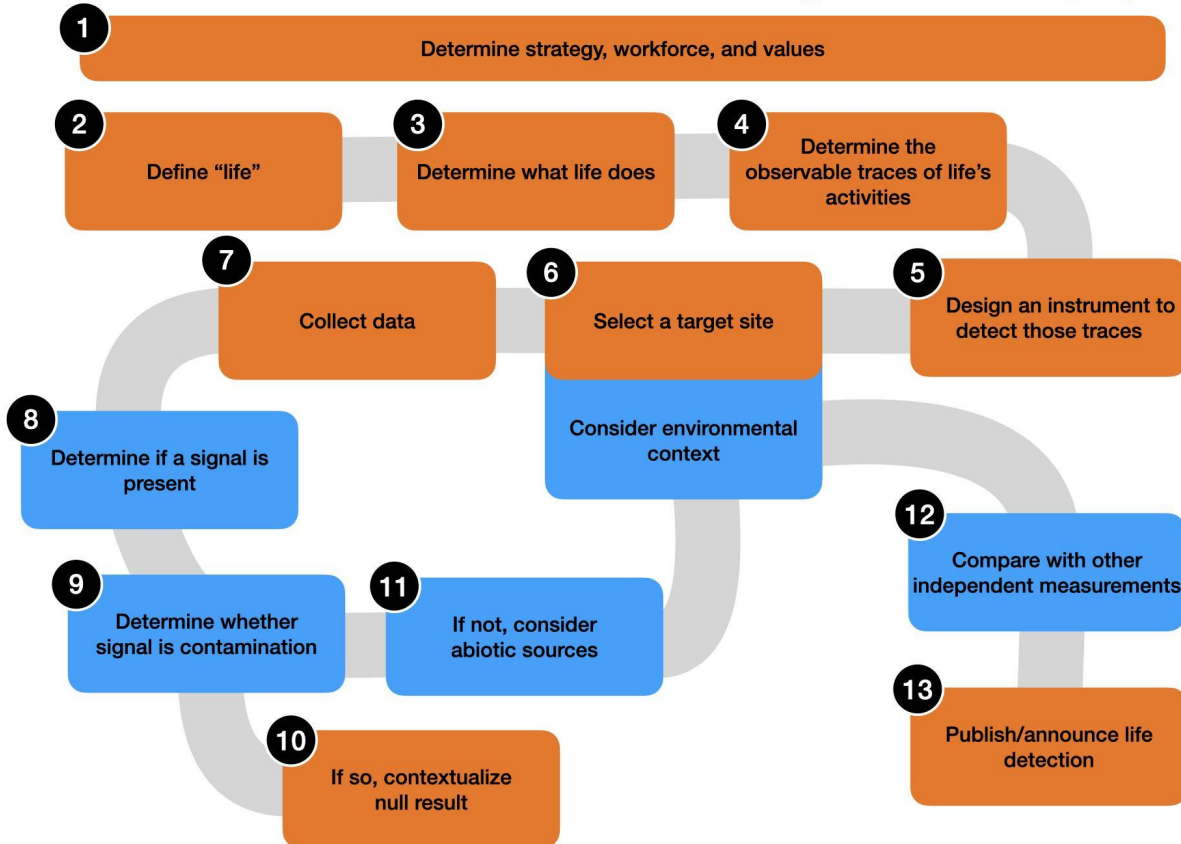 1
Determine strategy, workforce, and values
2
Define “life”
3
Determine what life does
4
Determine the
observable traces of life’s
activities
5
Design an instrument to
detect those traces
6
Select a target site
Consider environmental
context
7
Collect data
8
Determine if a signal is
present
9
Determine whether
signal is contamination
10
If so, contextualize
null result
11
If not, consider
abiotic sources
12
Compare with other
independent measurements
13
Publish/announce life
detection